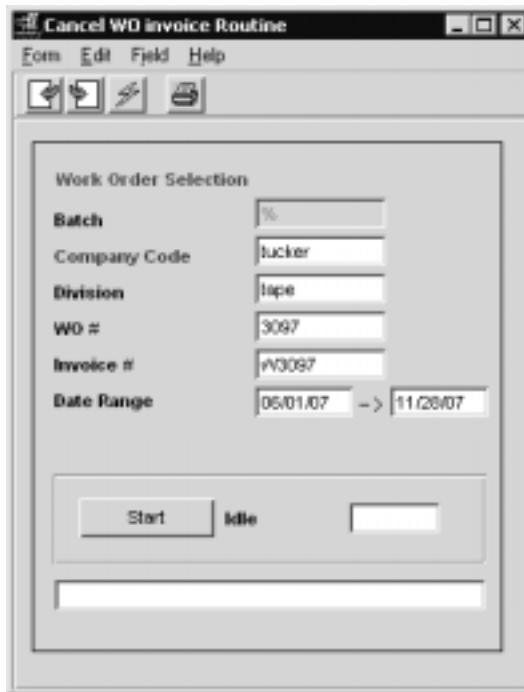 Cancel WO invoice Routine
Form Edit Field Help
Work Order Selection
Batch %
Company Code tucker
Division tape
WO # 3097
Invoice # W3097
Date Range 06/01/07 -> 11/28/07
Start Idle